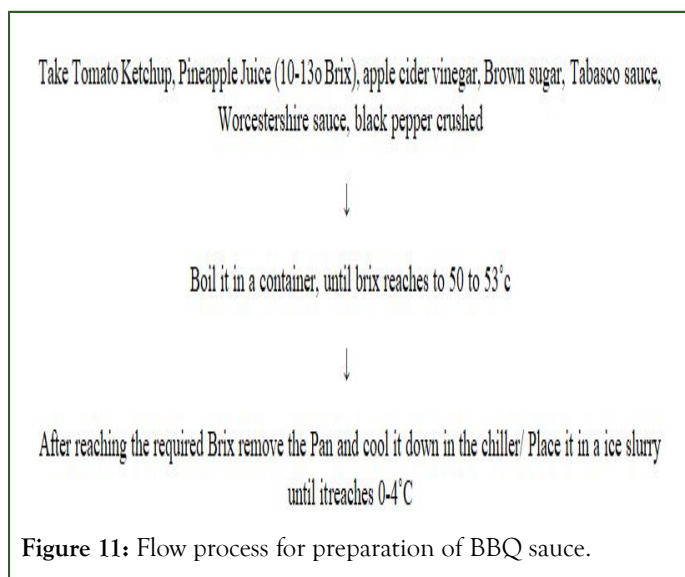 Take Tomato Ketchup, Pineapple Juice (10-13o Brix), apple cider vinegar, Brown sugar, Tabasco sauce,
Worcestershire sauce, black pepper crushed
↓
Boil it in a container, until brix reaches to 50 to 53°c
↓
After reaching the required Brix remove the Pan and cool it down in the chiller/ Place it in a ice slurry
until itreaches 0-4°C
Figure 11: Flow process for preparation of BBQ sauce.